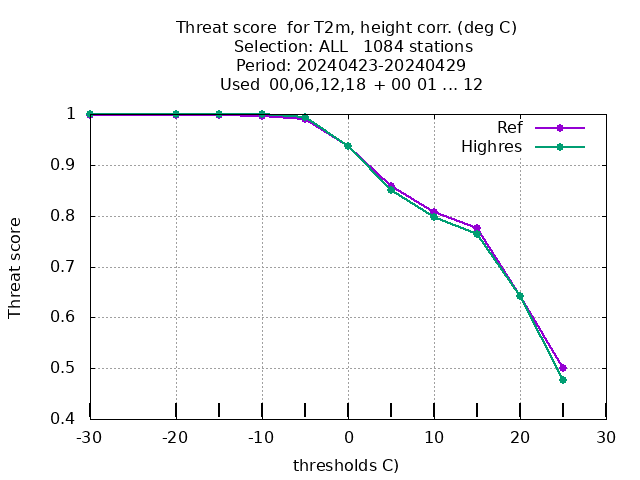 Threat score  for T2m, height corr. (deg C)
Selection: ALL   1084 stations
Period: 20240423-20240429
Used  00,06,12,18  + 00 01 ... 12
Ref
Highres
Threat score
1
0.9
0.8
0.7
0.6
0.5
0.4
-30 -20 -10 0 10 20 30
thresholds C)